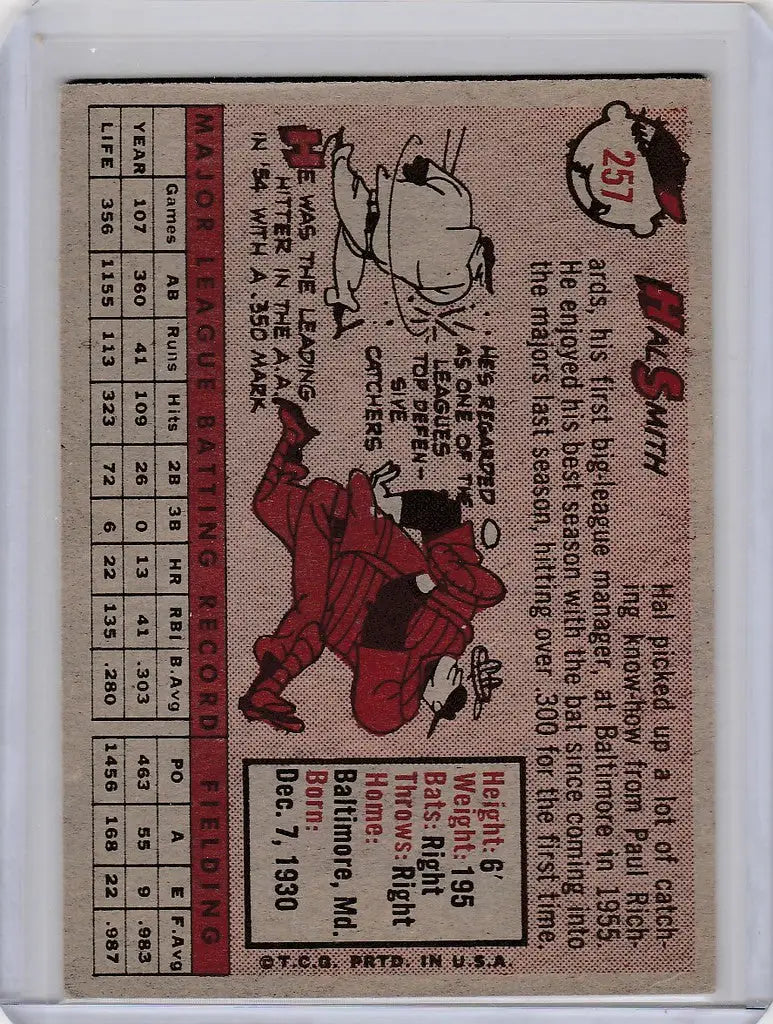 257
HAL SMITH
Hal picked up a lot of catch-
ing know-how from Paul Rich-
ards, his first big-league manager, at Baltimore in 1955.
He enjoyed his best season with the bat since coming into
the majors last season, hitting over .300 for the first time.
HE'S REGARDED
AS ONE OF THE
LEAGUES
TOP DEFEN-
SIVE
CATCHERS
HE WAS THE LEADING
HITTER IN THE A.A.
IN '54 WITH A .350 MARK
Height: 6'
Weight: 195
Bats: Right
Throws: Right
Home:
Baltimore, Md.
Born:
Dec. 7, 1930
MAJOR LEAGUE BATTING RECORD FIELDING
Games AB Runs Hits 2B 3B HR RBI B.Avg PO A E F.Avg
YEAR 107 360 41 109 26 0 13 41 .303 463 55 9 .983
LIFE 356 1155 113 323 72 6 22 135 .280 1456 168 22 .987
©T.C.G. PRTD. IN U.S.A